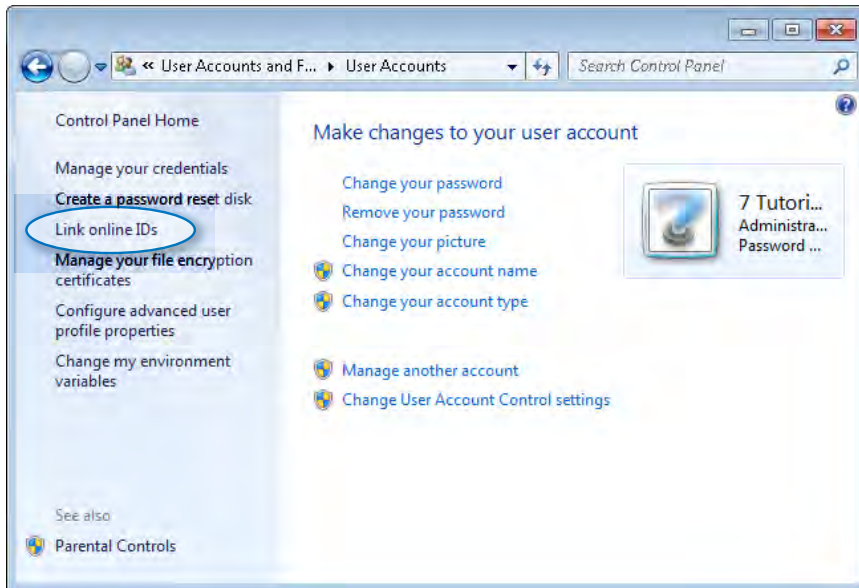 « User Accounts and F... ▸ User Accounts
Search Control Panel
Control Panel Home
Manage your credentials
Create a password reset disk
Link online IDs
Manage your file encryption
certificates
Configure advanced user
profile properties
Change my environment
variables
See also
Parental Controls
Make changes to your user account
Change your password
Remove your password
Change your picture
Change your account name
Change your account type
Manage another account
Change User Account Control settings
7 Tutori...
Administra...
Password ...